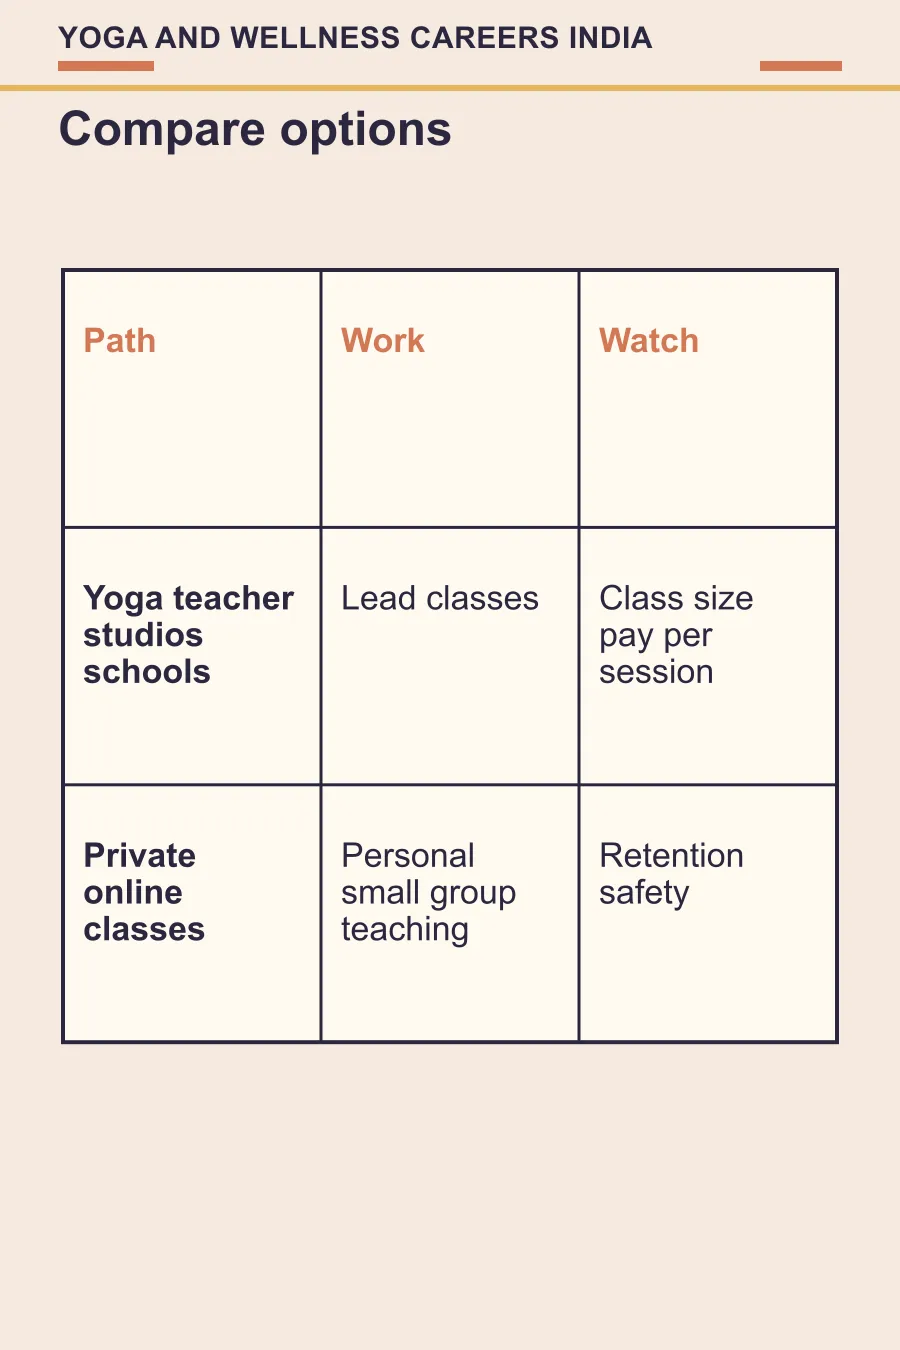 YOGA AND WELLNESS CAREERS INDIA
Compare options
Path
Work
Watch
Yoga teacher
studios
schools
Lead classes
Class size
pay per
session
Private
online
classes
Personal
small group
teaching
Retention
safety